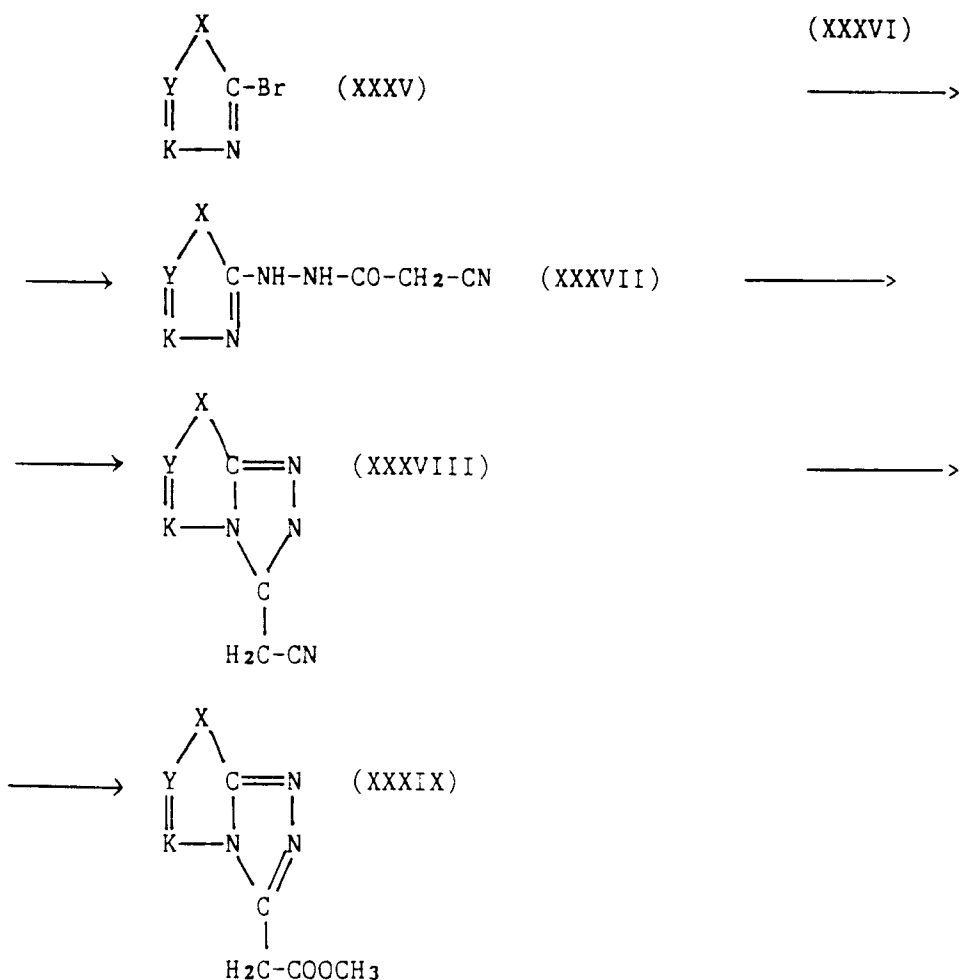 X (XXXVI)
Y C-Br (XXXV)
K N
X
Y C-NH-NH-CO-CH2-CN (XXXVII)
K N
X
Y C N (XXXVIII)
K N N
C
H2C-CN
X
Y C N (XXXIX)
K N N
C
H2C-COOCH3